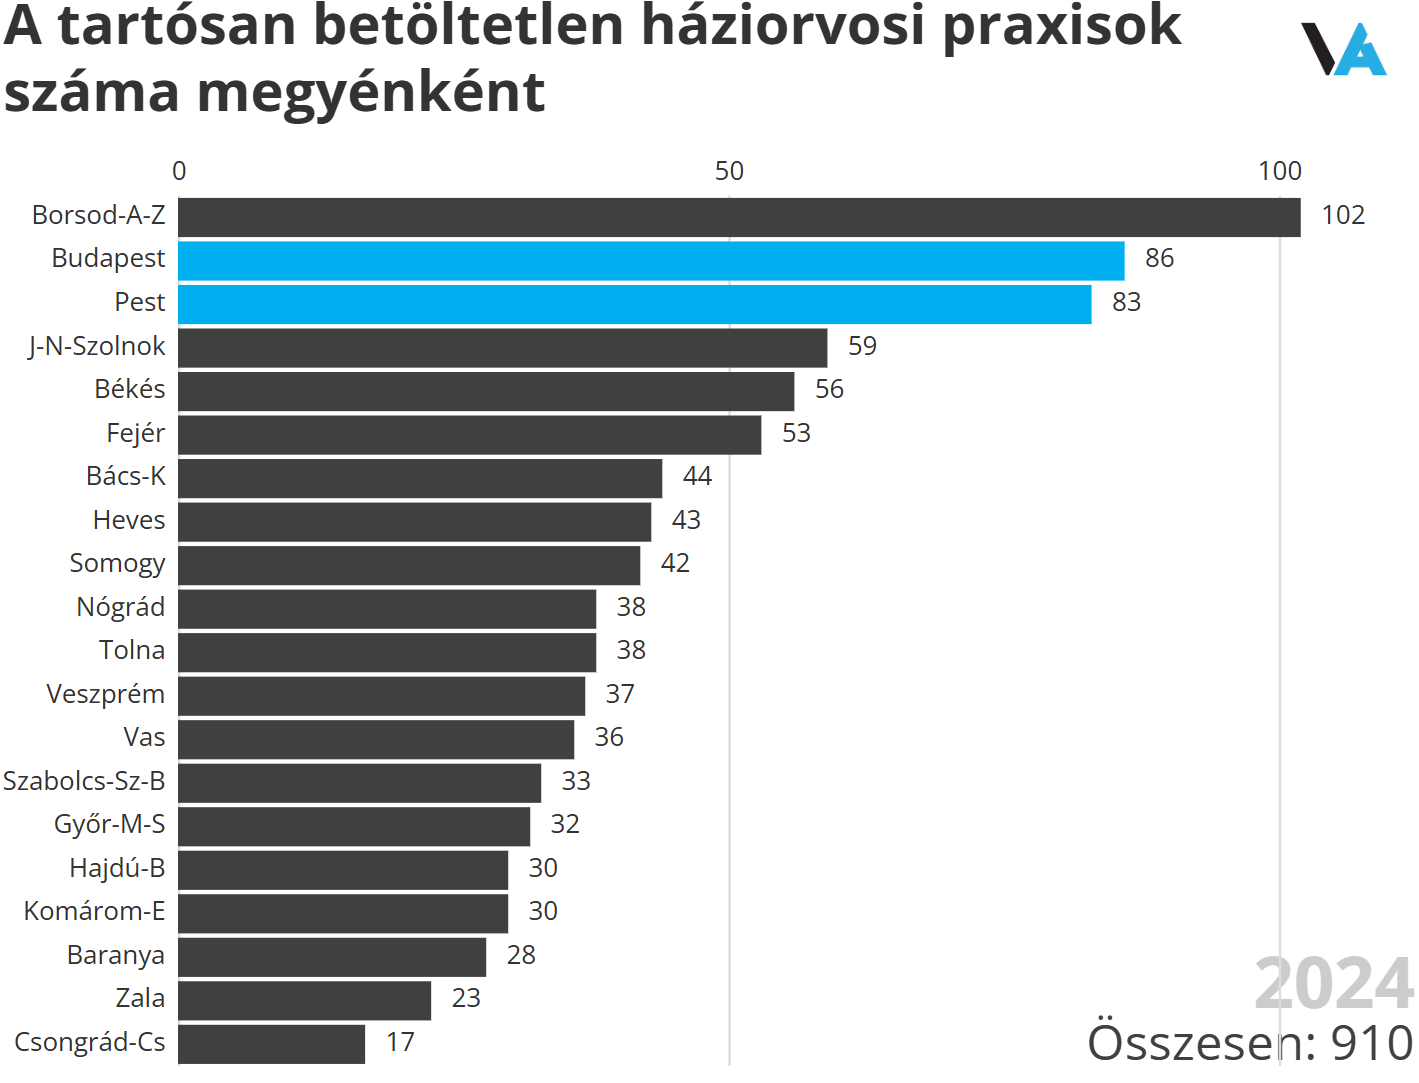 A tartósan betöltetlen háziorvosi praxisok
száma megyénként
VA
0 50 100
Borsod-A-Z 102
Budapest 86
Pest 83
J-N-Szolnok 59
Békés 56
Fejér 53
Bács-K 44
Heves 43
Somogy 42
Nógrád 38
Tolna 38
Veszprém 37
Vas 36
Szabolcs-Sz-B 33
Győr-M-S 32
Hajdú-B 30
Komárom-E 30
Baranya 28
Zala 23
Csongrád-Cs 17
2024
Összesen: 910